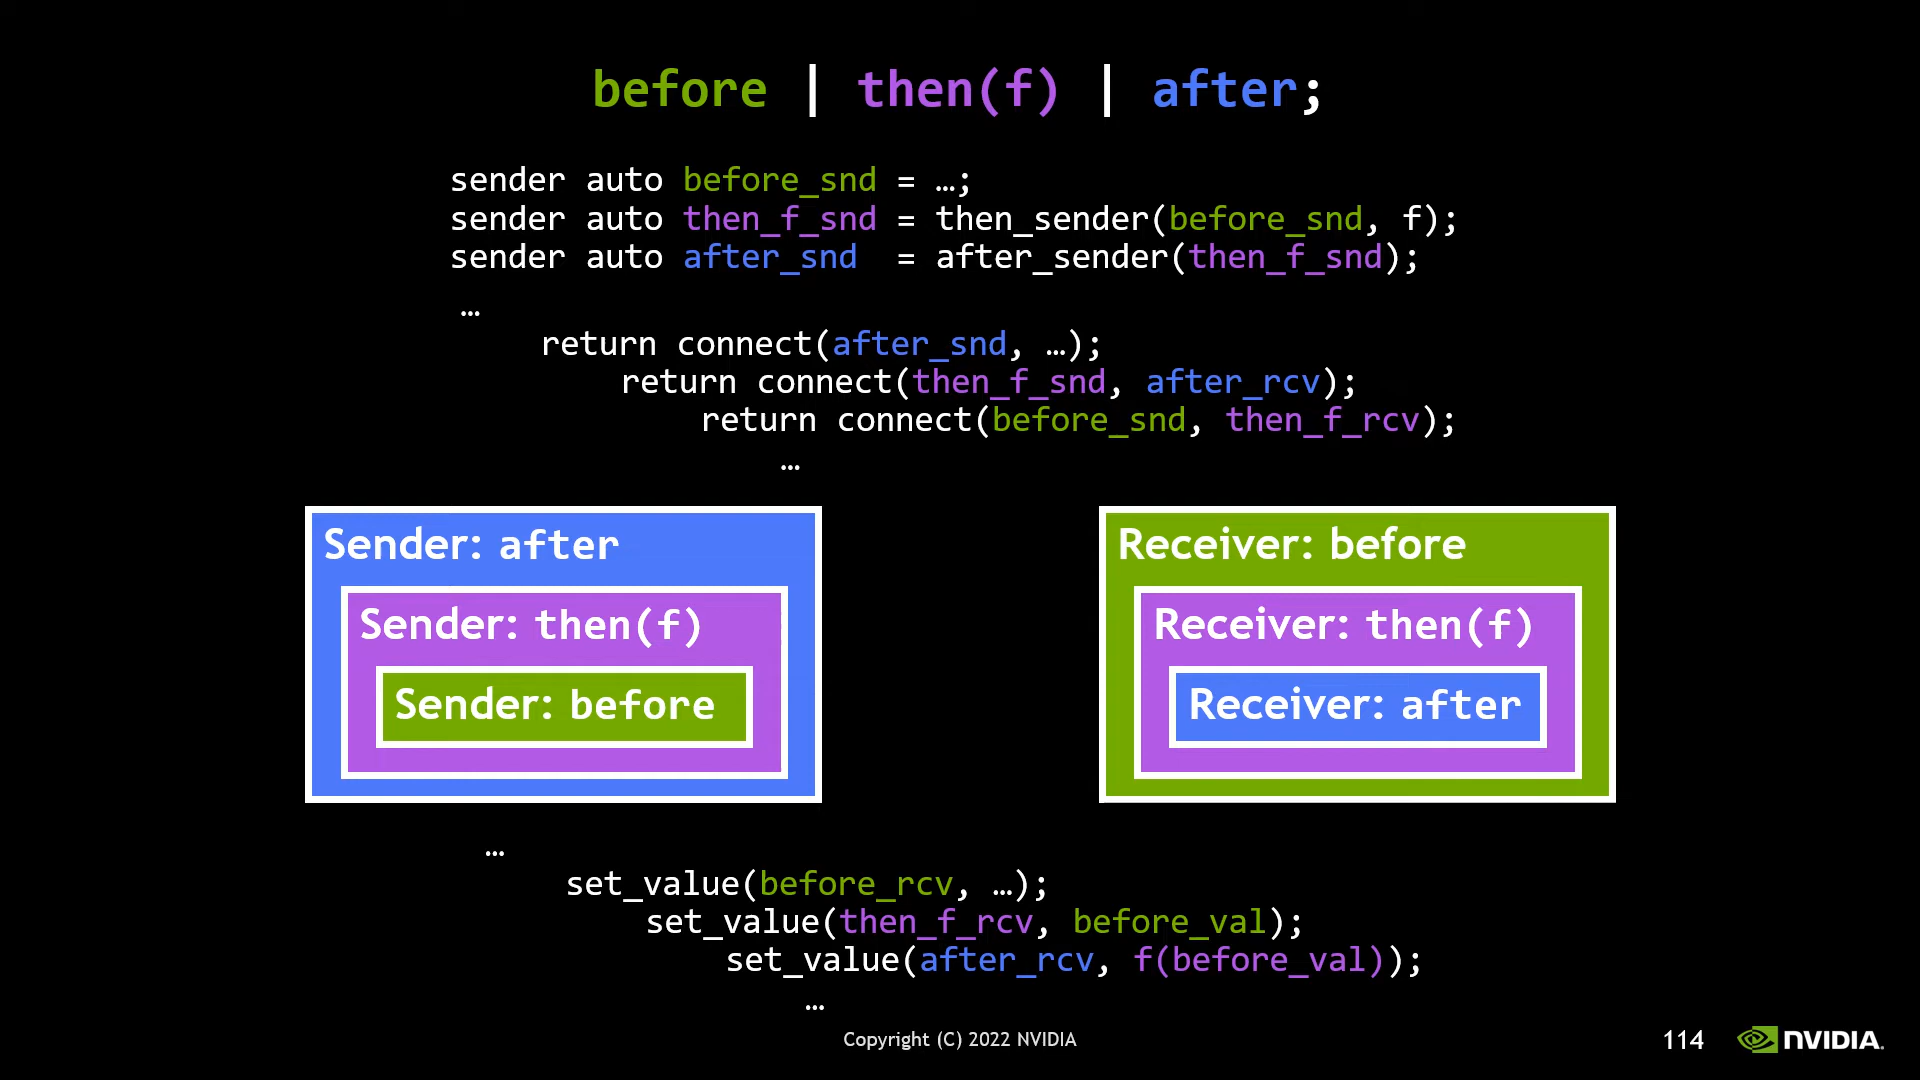 before | then(f) | after;
sender auto before_snd = …;
sender auto then_f_snd = then_sender(before_snd, f);
sender auto after_snd  = after_sender(then_f_snd);
…
return connect(after_snd, …);
return connect(then_f_snd, after_rcv);
return connect(before_snd, then_f_rcv);
…
Sender: after
Sender: then(f)
Sender: before
Receiver: before
Receiver: then(f)
Receiver: after
…
set_value(before_rcv, …);
set_value(then_f_rcv, before_val);
set_value(after_rcv, f(before_val));
…
Copyright (C) 2022 NVIDIA
114
NVIDIA.